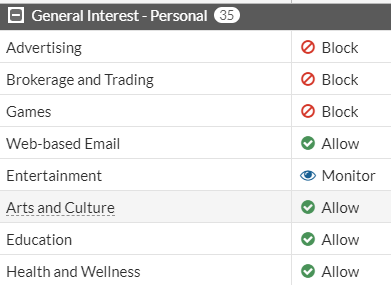 General Interest - Personal 35
Advertising Block
Brokerage and Trading Block
Games Block
Web-based Email Allow
Entertainment Monitor
Arts and Culture Allow
Education Allow
Health and Wellness Allow